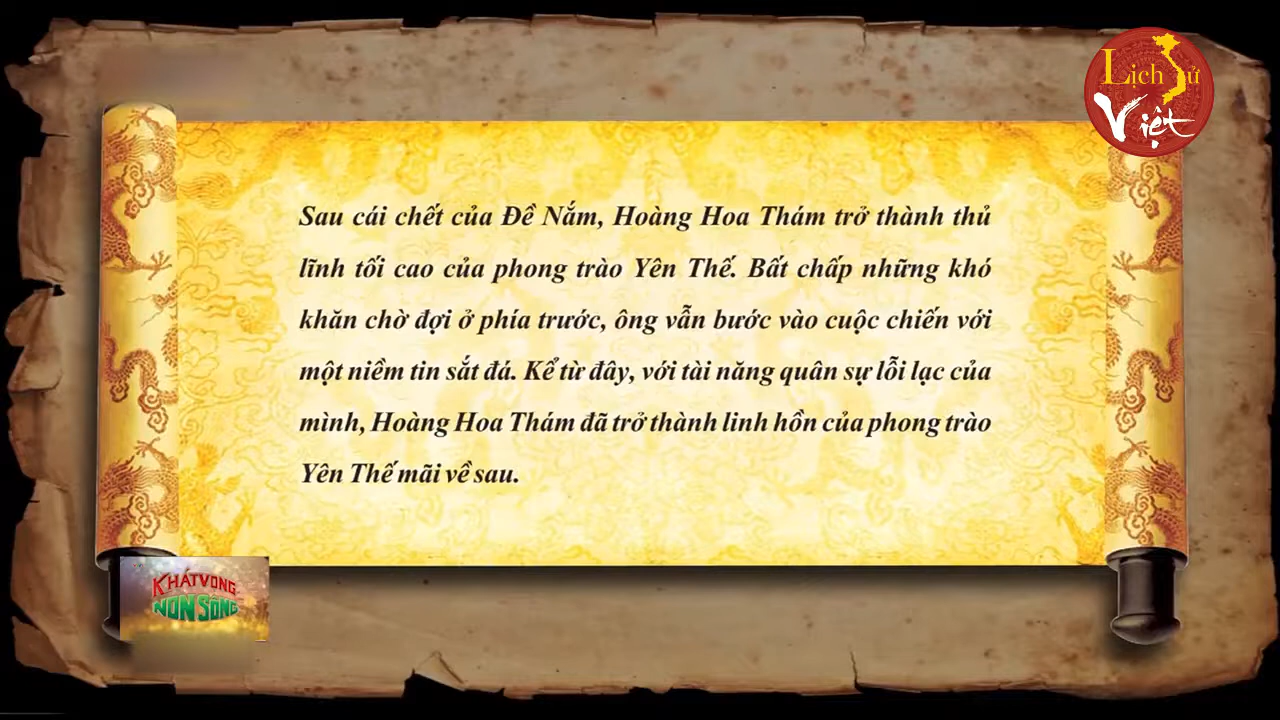 Lịch Sử
Việt
Sau cái chết của Đề Nắm, Hoàng Hoa Thám trở thành thủ
lĩnh tối cao của phong trào Yên Thế. Bất chấp những khó
khăn chờ đợi ở phía trước, ông vẫn bước vào cuộc chiến với
một niềm tin sắt đá. Kể từ đây, với tài năng quân sự lỗi lạc của
mình, Hoàng Hoa Thám đã trở thành linh hồn của phong trào
Yên Thế mãi về sau.
KHÁT VỌNG
NON SÔNG